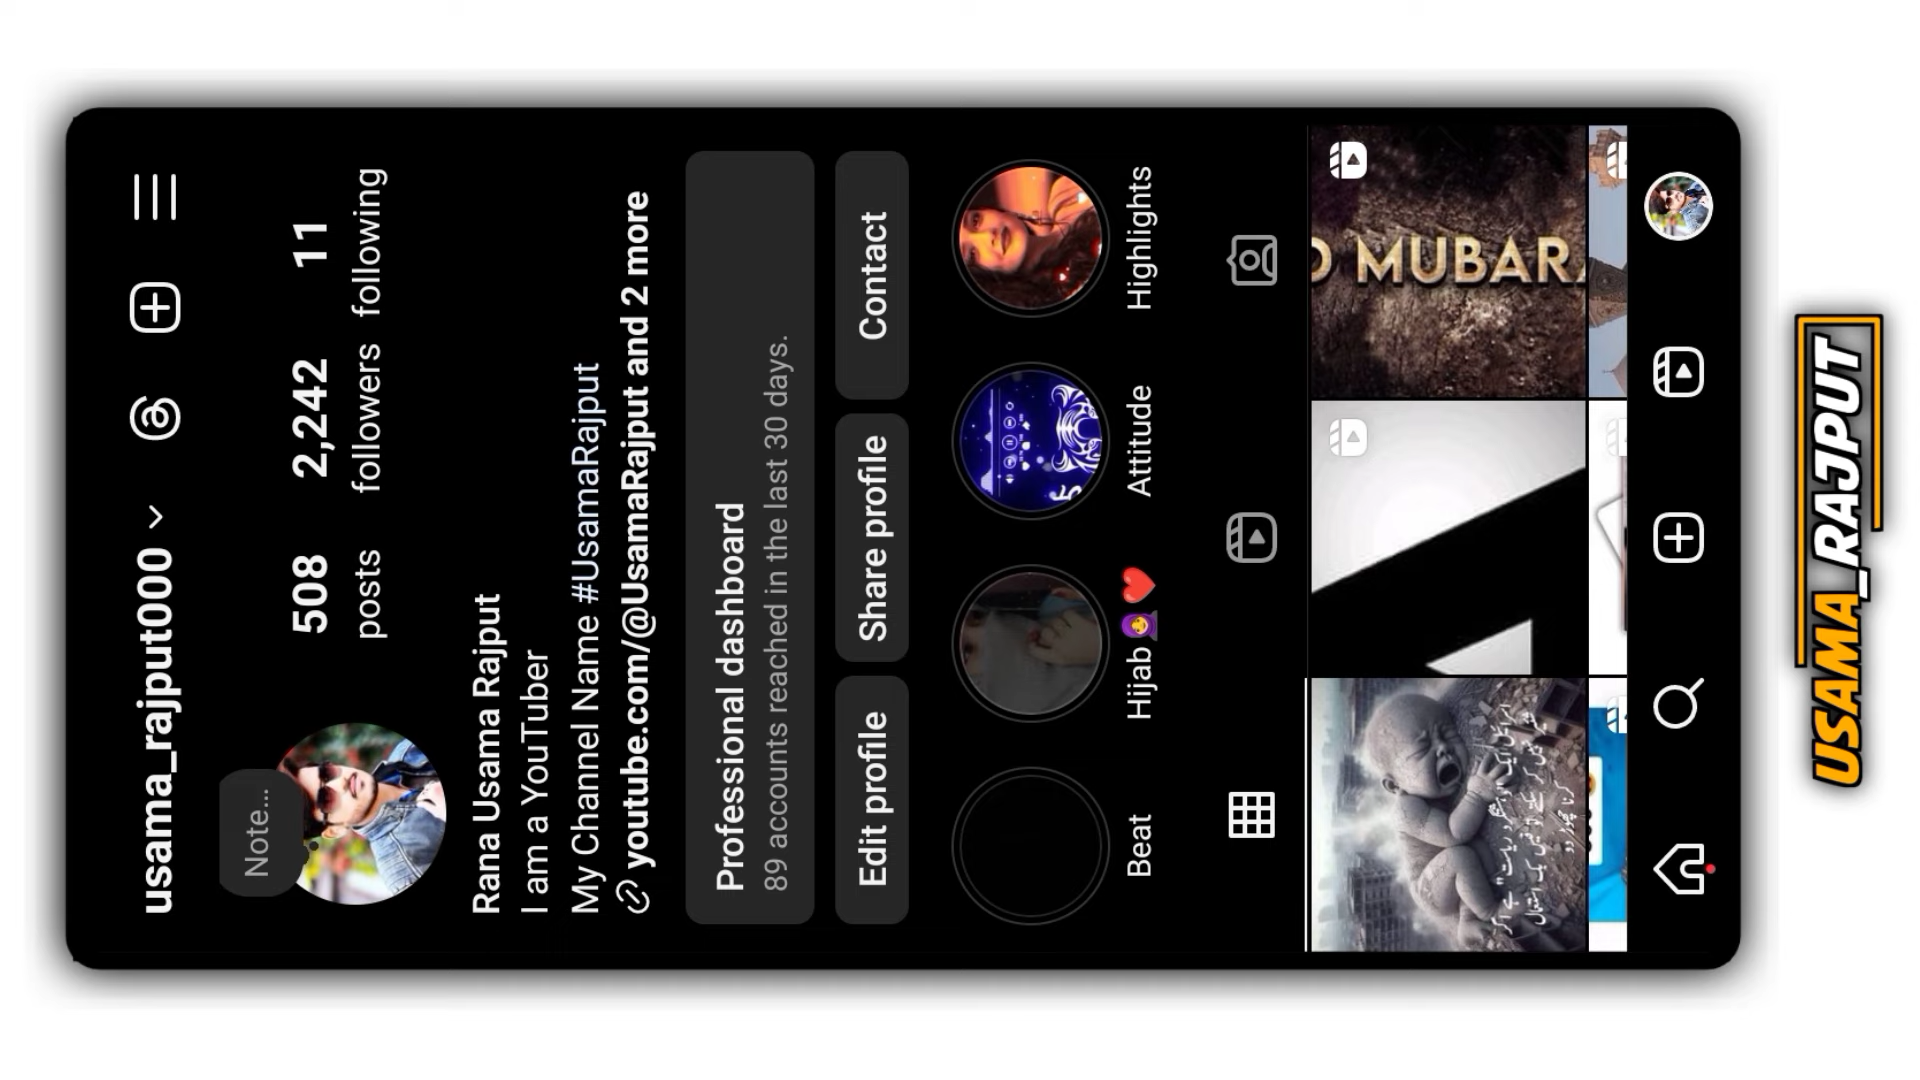 usama_rajput000
Note...
508
posts
2,242
followers
11
following
Rana Usama Rajput
I am a YouTuber
My Channel Name #UsamaRajput
youtube.com/@UsamaRajput and 2 more
Professional dashboard
89 accounts reached in the last 30 days.
Edit profile
Share profile
Contact
Beat
Hijab 🧕❤️
Attitude
Highlights
MUBARA
USAMA_RAJPUT